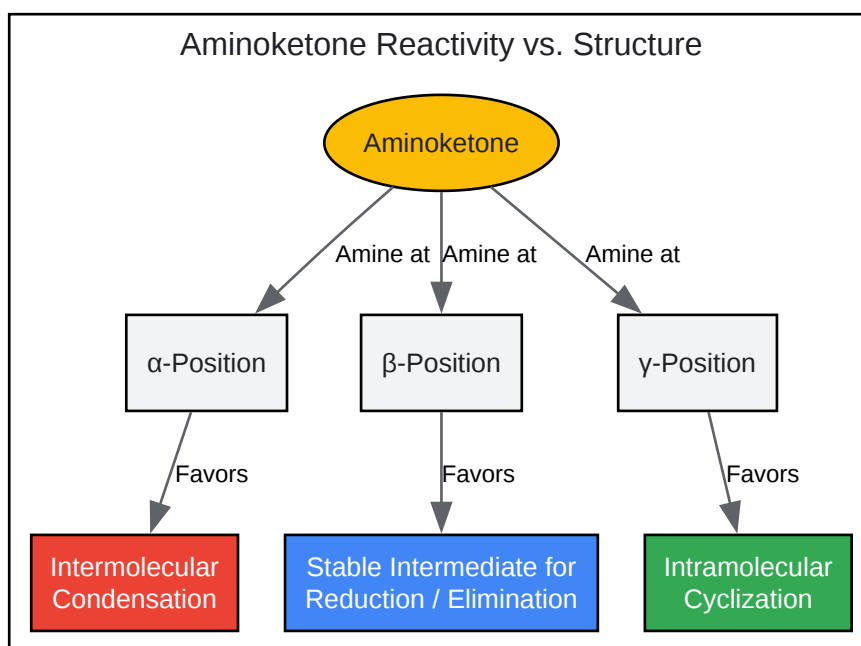 Aminoketone Reactivity vs. Structure
Aminoketone
Amine at
Amine at
Amine at
α-Position
β-Position
γ-Position
Favors
Favors
Favors
Intermolecular
Condensation
Stable Intermediate for
Reduction / Elimination
Intramolecular
Cyclization